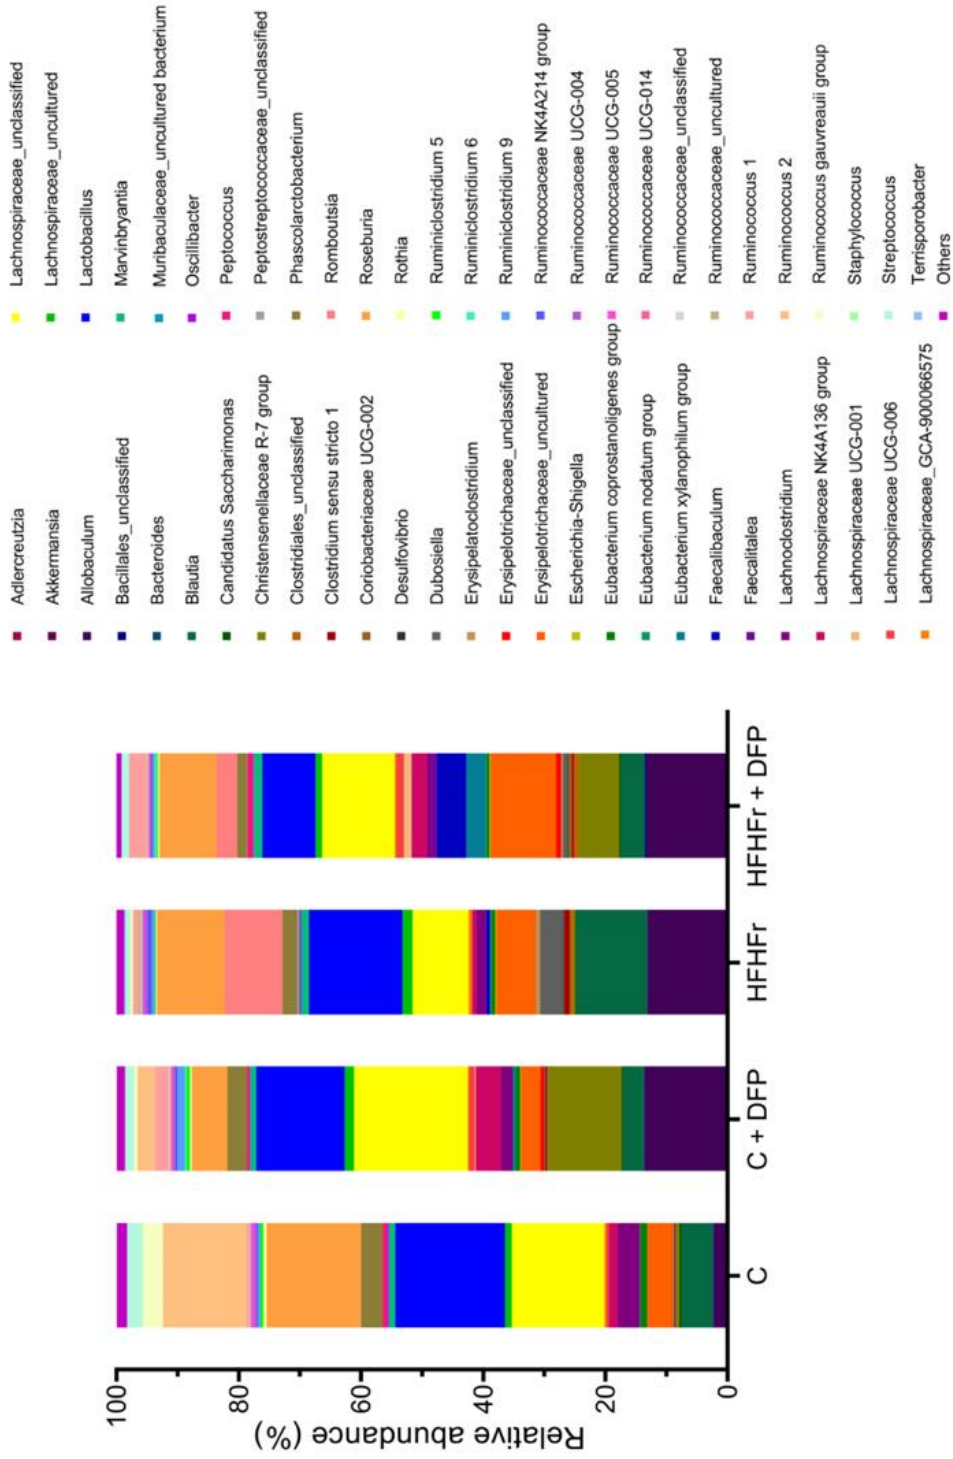 Relative abundance (%)
100
80
60
40
20
0
C
C + DFP
HFHFr
HFHFr + DFP
Adlercreutzia
Akkermansia
Allobaculum
Bacillales_unclassified
Bacteroides
Blautia
Candidatus Saccharimonas
Christensenellaceae R-7 group
Clostridiales_unclassified
Clostridium sensu stricto 1
Coriobacteriaceae UCG-002
Desulfovibrio
Dubosiella
Erysipelatoclostridium
Erysipelotrichaceae_unclassified
Erysipelotrichaceae_uncultured
Escherichia-Shigella
Eubacterium coprostanoligenes group
Eubacterium nodatum group
Eubacterium xylanophilum group
Faecalibaculum
Faecalitalea
Lachnoclostridium
Lachnospiraceae NK4A136 group
Lachnospiraceae UCG-001
Lachnospiraceae UCG-006
Lachnospiraceae_GCA-900066575
Lachnospiraceae_unclassified
Lachnospiraceae_uncultured
Lactobacillus
Marvinbryantia
Muribaculaceae_uncultured bacterium
Oscillibacter
Peptococcus
Peptostreptococcaceae_unclassified
Phascolarctobacterium
Romboutsia
Roseburia
Rothia
Ruminiclostridium 5
Ruminiclostridium 6
Ruminiclostridium 9
Ruminococcaceae NK4A214 group
Ruminococcaceae UCG-004
Ruminococcaceae UCG-005
Ruminococcaceae UCG-014
Ruminococcaceae_unclassified
Ruminococcaceae_uncultured
Ruminococcus 1
Ruminococcus 2
Ruminococcus gauvreauii group
Staphylococcus
Streptococcus
Terrisporobacter
Others